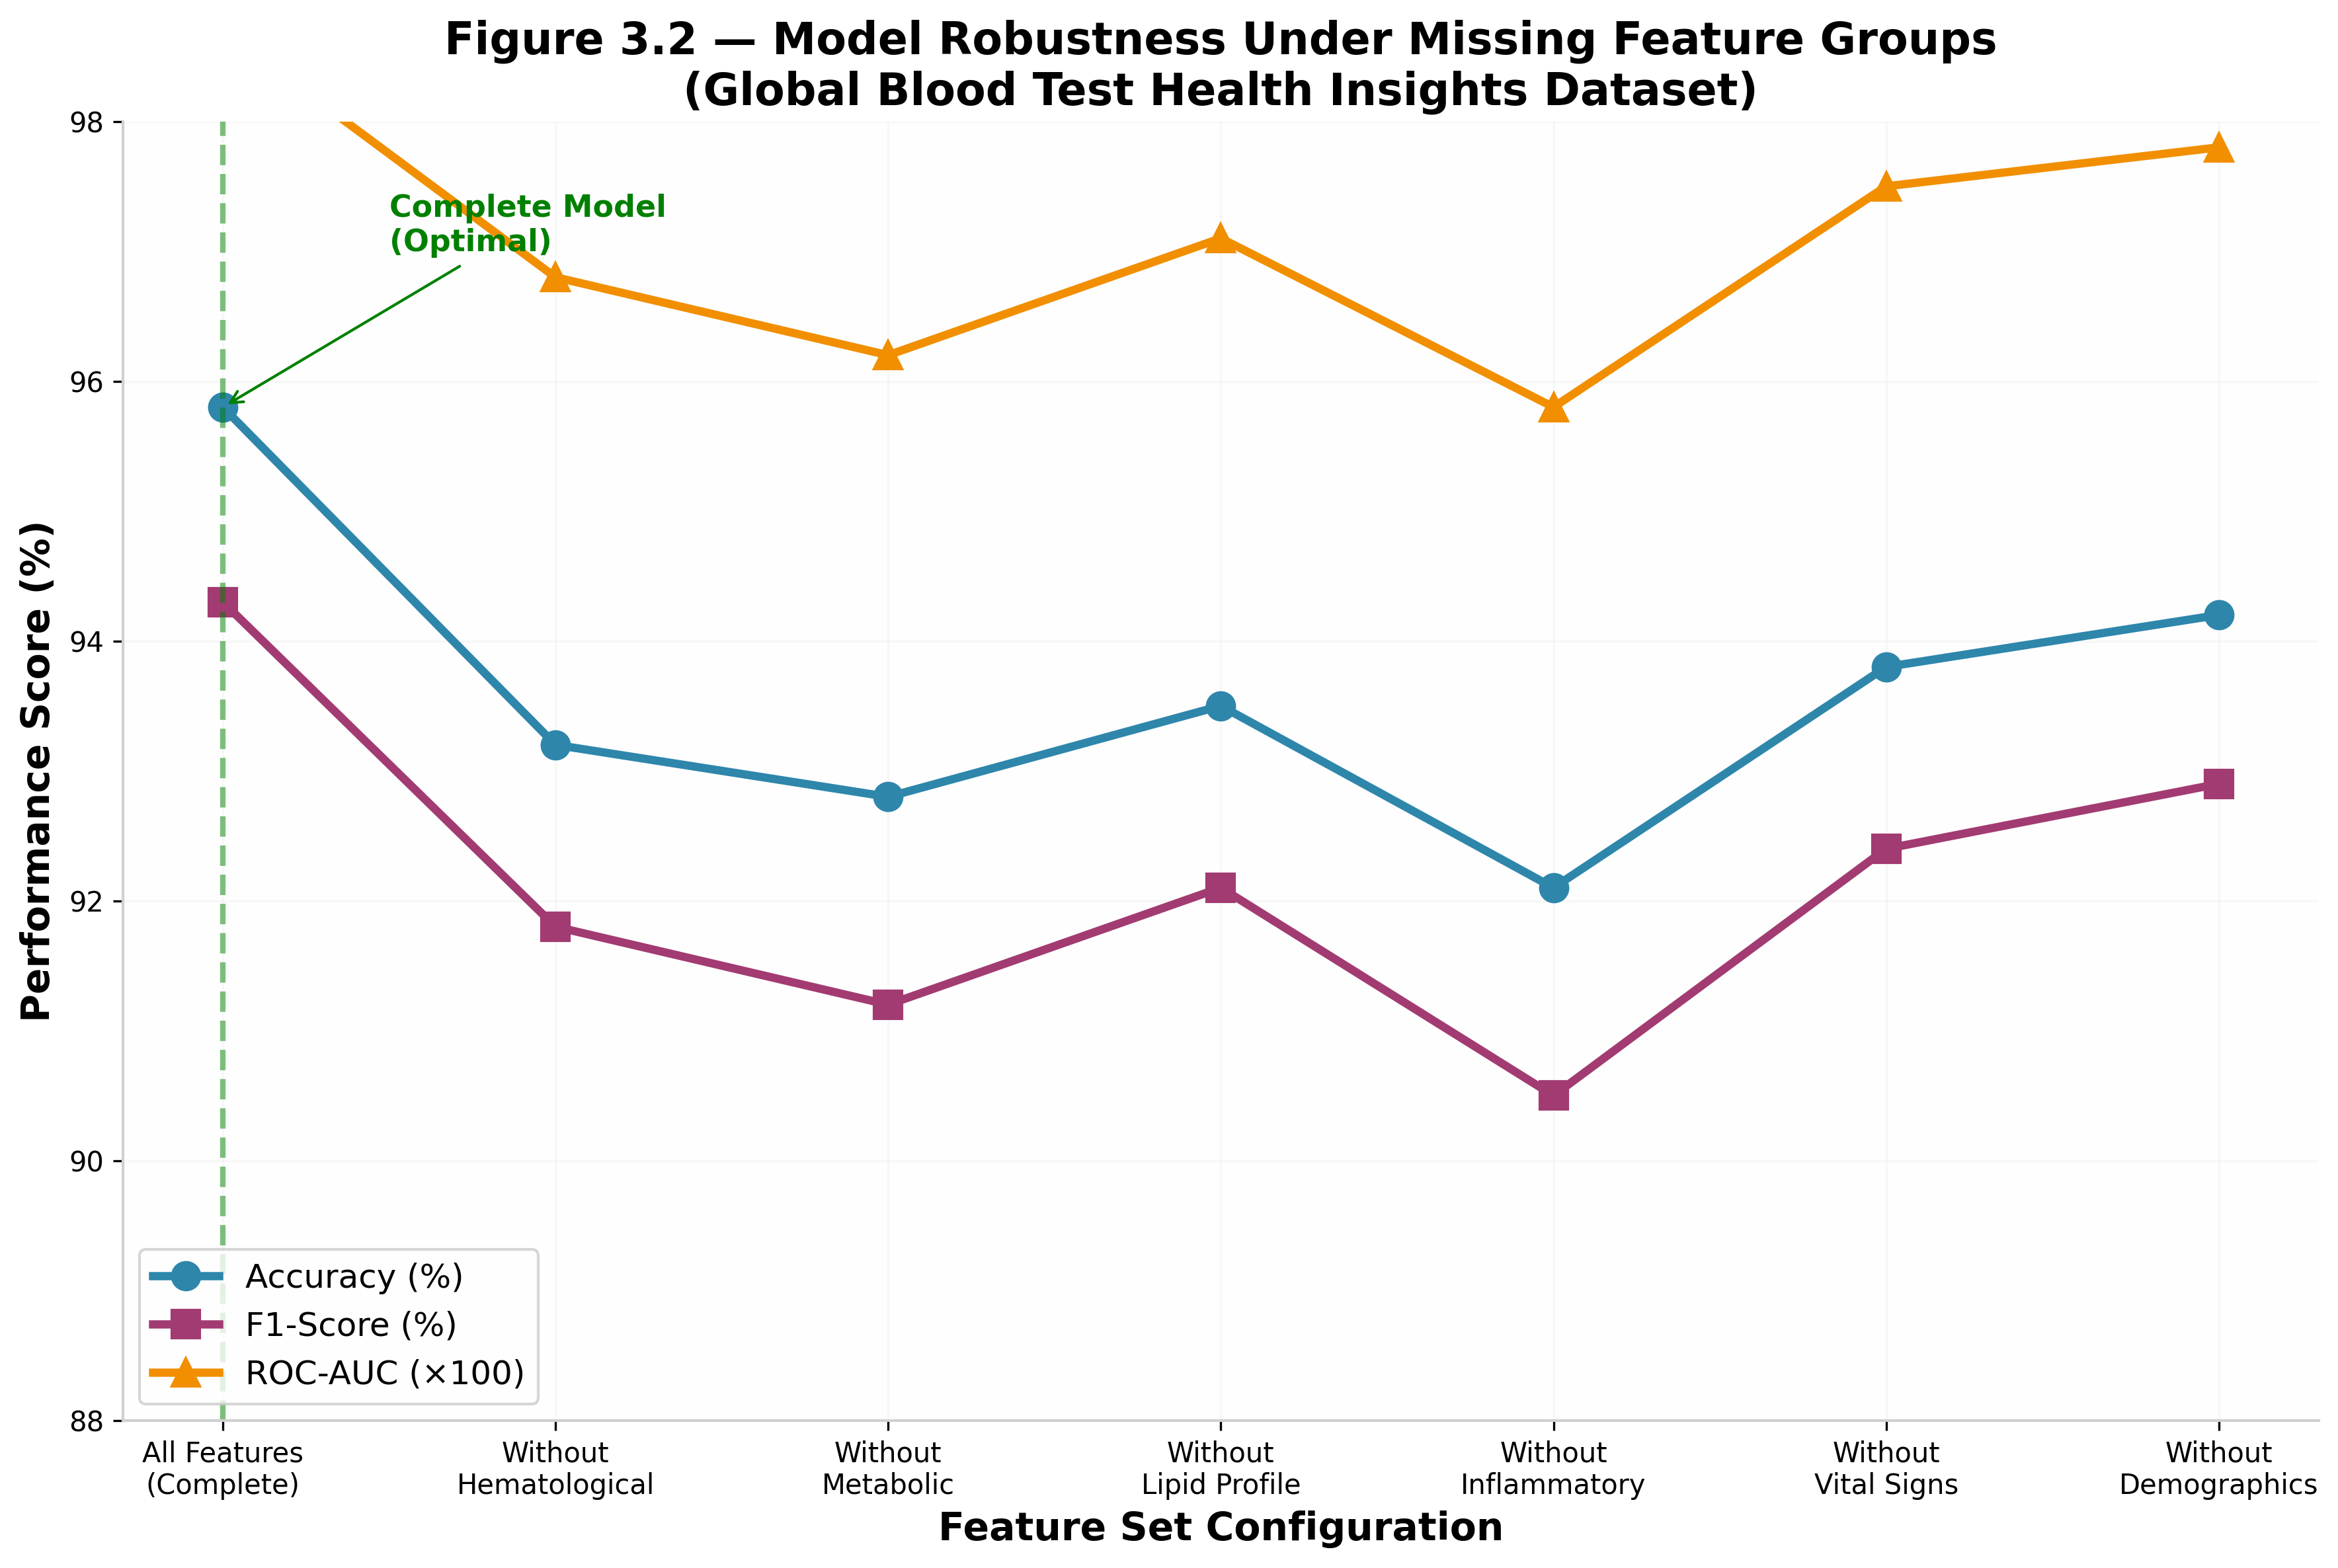 Figure 3.2 — Model Robustness Under Missing Feature Groups
(Global Blood Test Health Insights Dataset)
Performance Score (%)
98
96
94
92
90
88
Complete Model
(Optimal)
Accuracy (%)
F1-Score (%)
ROC-AUC (×100)
All Features
(Complete)
Without
Hematological
Without
Metabolic
Without
Lipid Profile
Without
Inflammatory
Without
Vital Signs
Without
Demographics
Feature Set Configuration